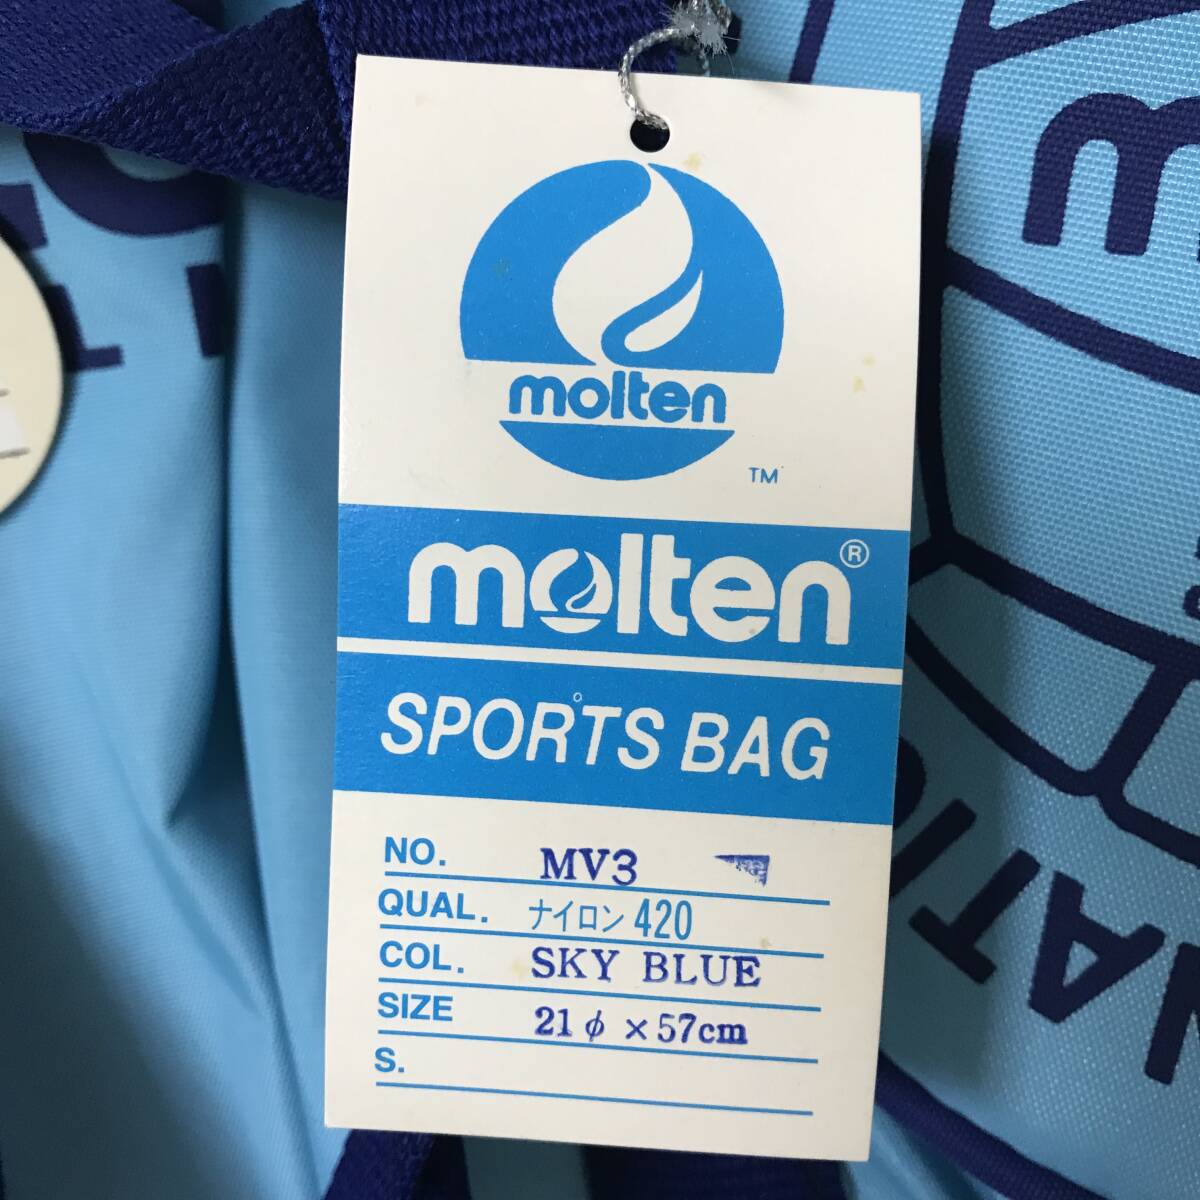 molten
TM
molten®
SPORTS BAG
NO. MV3
QUAL. ナイロン 420
COL. SKY BLUE
SIZE 21φ × 57cm
S.